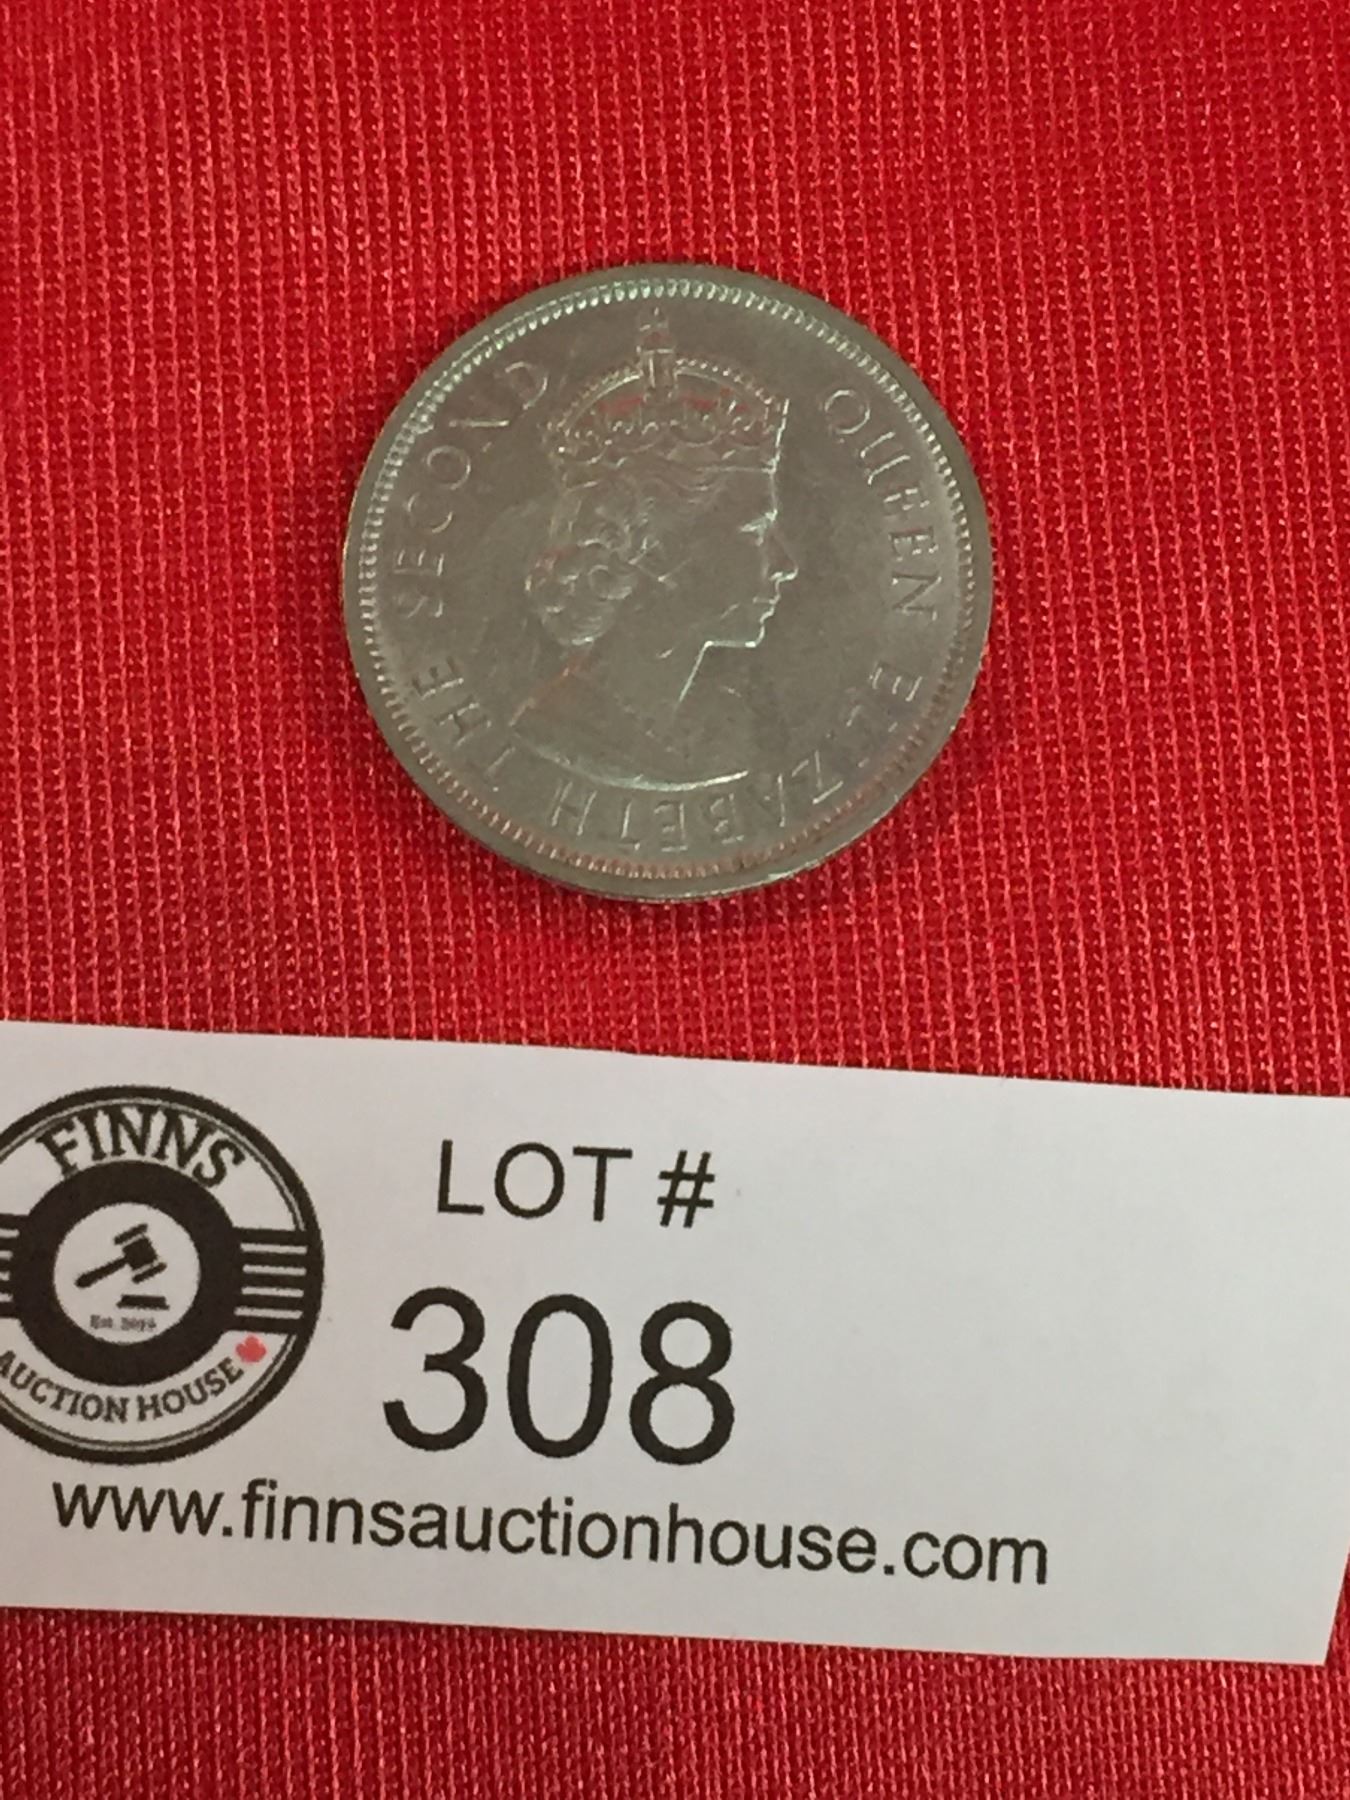 QUEEN ELIZABETH THE SECOND
FINNS
AUCTION HOUSE
LOT #
308
www.finnsauctionhouse.com